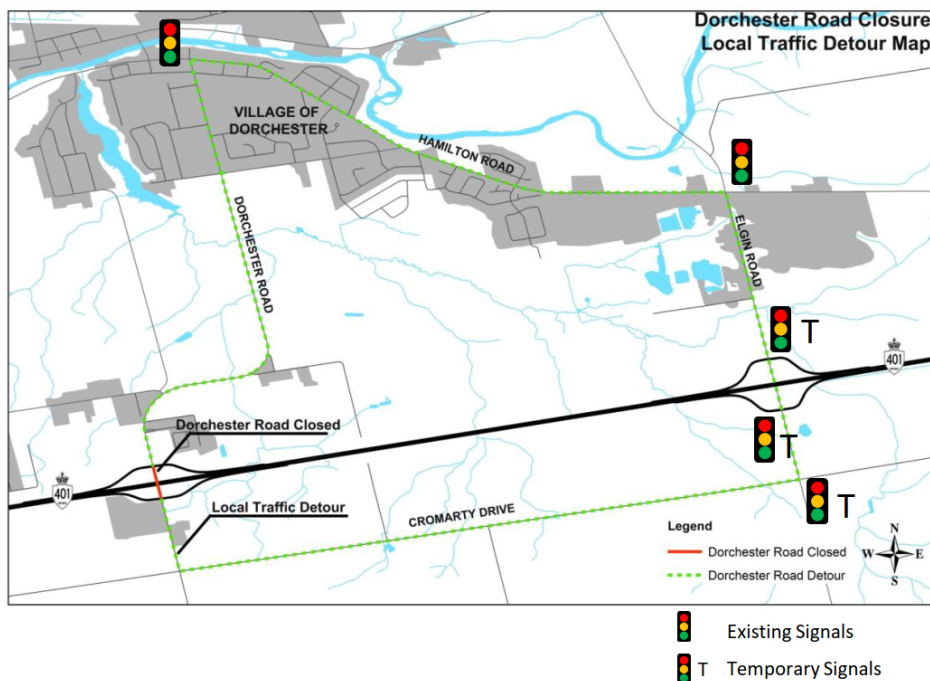 Dorchester Road Closure
Local Traffic Detour Map
VILLAGE OF
DORCHESTER
HAMILTON ROAD
DORCHESTER ROAD
ELGIN ROAD
T
401
T
Dorchester Road Closed
401
T
Local Traffic Detour
CROMARTY DRIVE
Legend
Dorchester Road Closed
Dorchester Road Detour
N
W E
S
Existing Signals
T Temporary Signals